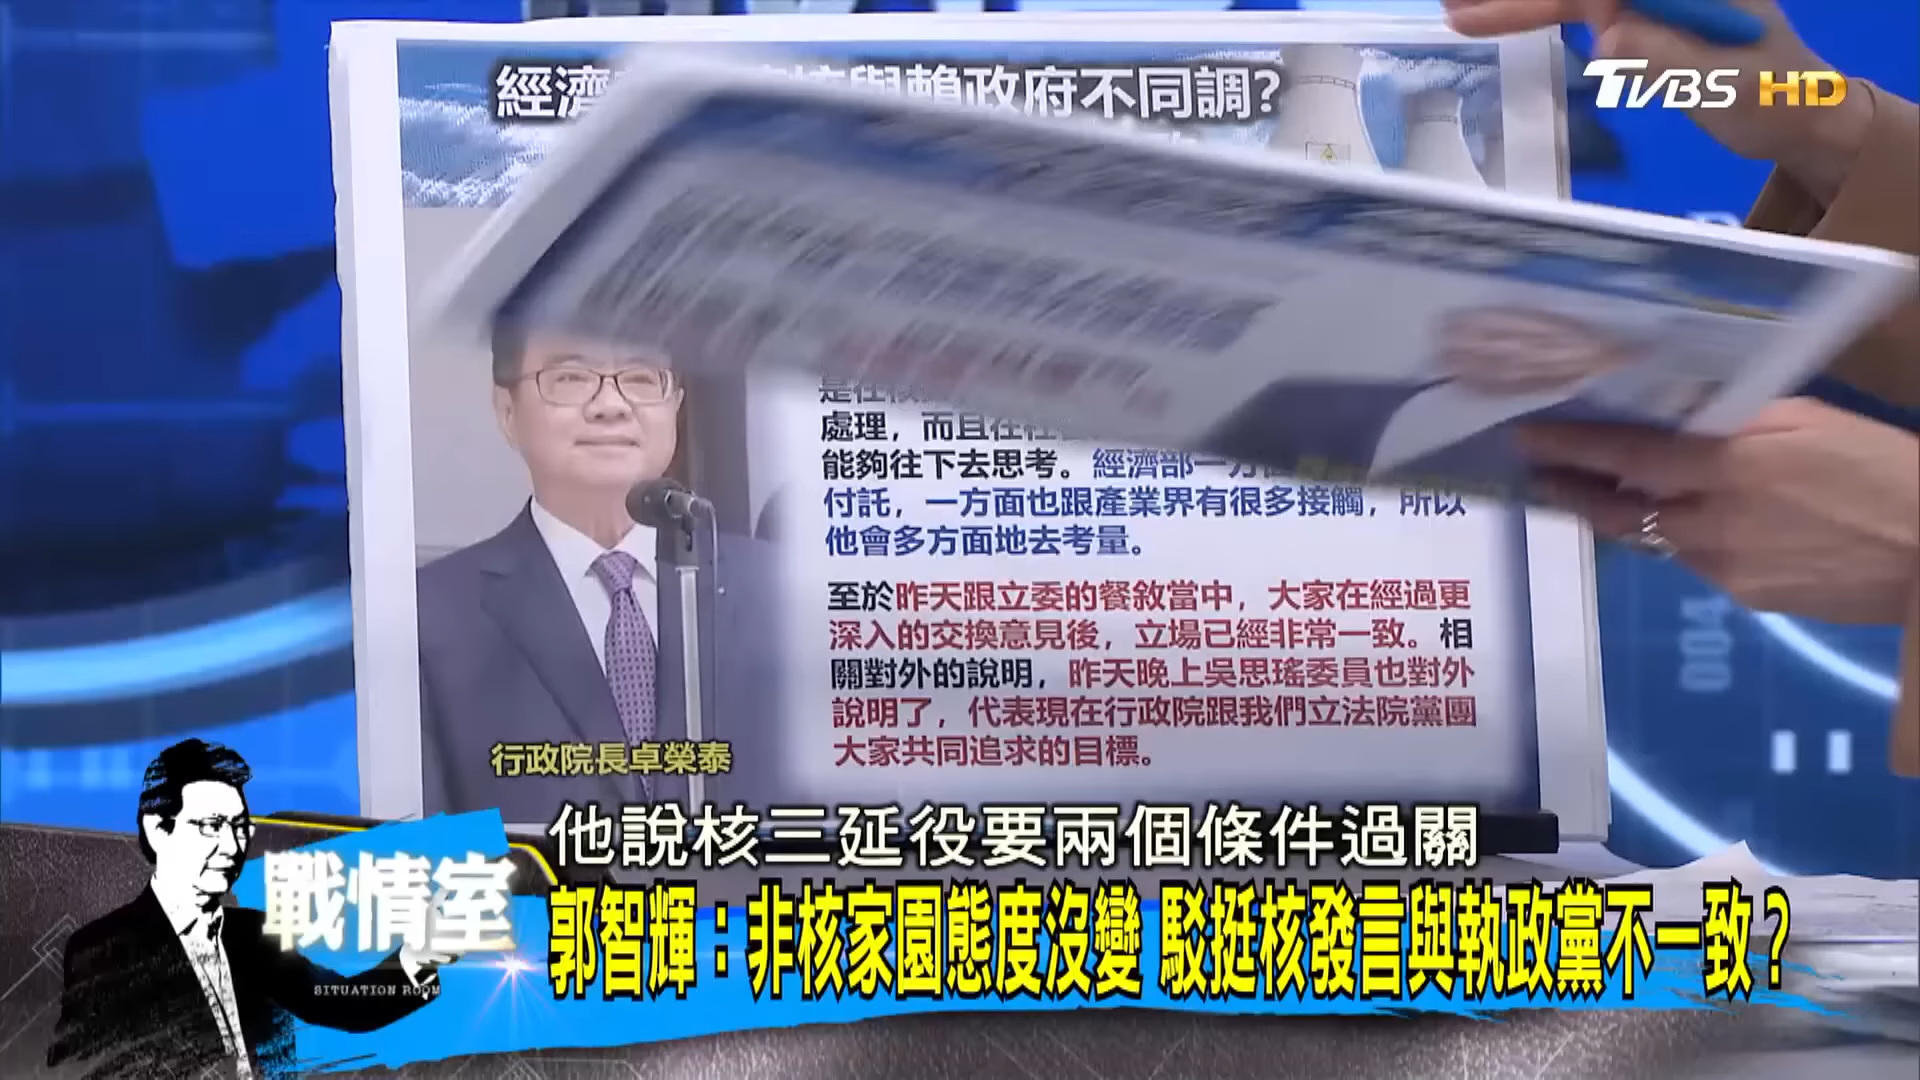 TVBS HD
經濟
與賴政府不同調?
處理，而且在
能夠往下去思考。經濟部一方
付託，一方面也跟產業界有很多接觸，所以
他會多方面地去考量。
至於昨天跟立委的餐敘當中，大家在經過更
深入的交換意見後，立場已經非常一致。相
關對外的說明，昨天晚上吳思瑤委員也對外
說明了，代表現在行政院跟我們立法院黨團
大家共同追求的目標。
行政院長卓榮泰
004
他說核三延役要兩個條件過關
戰情室
SITUATION ROOM
郭智輝：非核家園態度沒變 駁挺核發言與執政黨不一致？